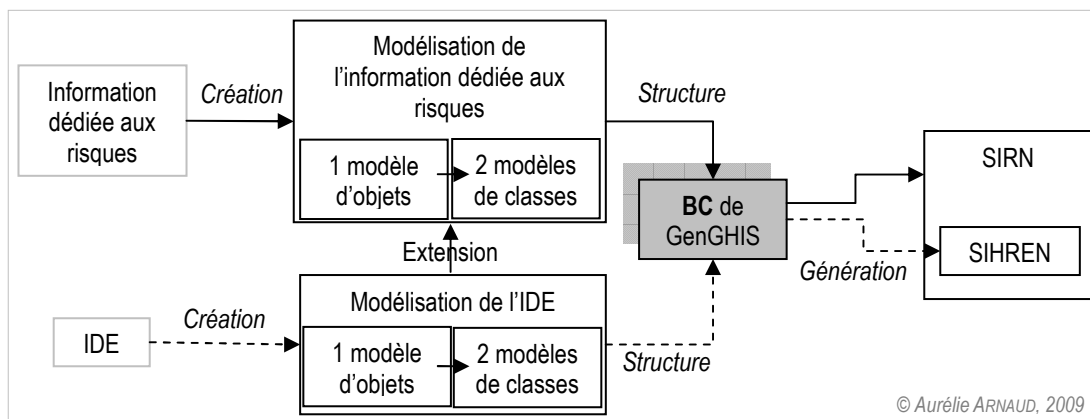 Information
dédiée aux
risques
Création
Modélisation de
l'information dédiée aux
risques
1 modèle
d'objets
2 modèles
de classes
Structure
BC de
GenGHIS
SIRN
SIHREN
Génération
Extension
IDE
Création
Modélisation de l'IDE
1 modèle
d'objets
2 modèles
de classes
Structure
© Aurélie ARNAUD, 2009